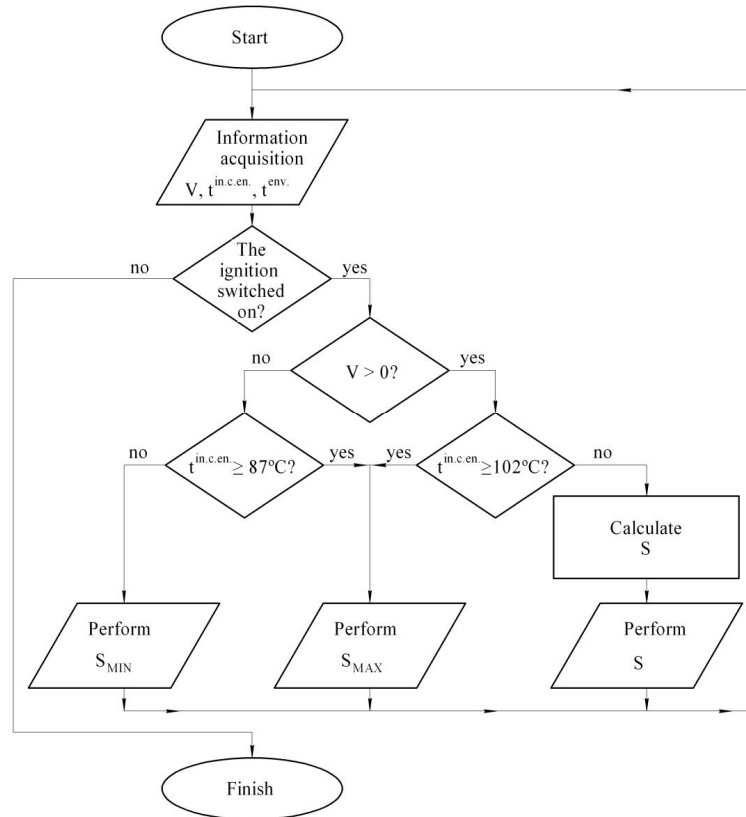 Start
Information
acquisition
V, t^in.c.en., t^env.
The
ignition
switched
on?
no
yes
V > 0?
no
yes
t^in.c.en. ≥ 87ºC?
no
yes
t^in.c.en. ≥102ºC?
yes
no
Calculate
S
Perform
S_MIN
Perform
S_MAX
Perform
S
Finish